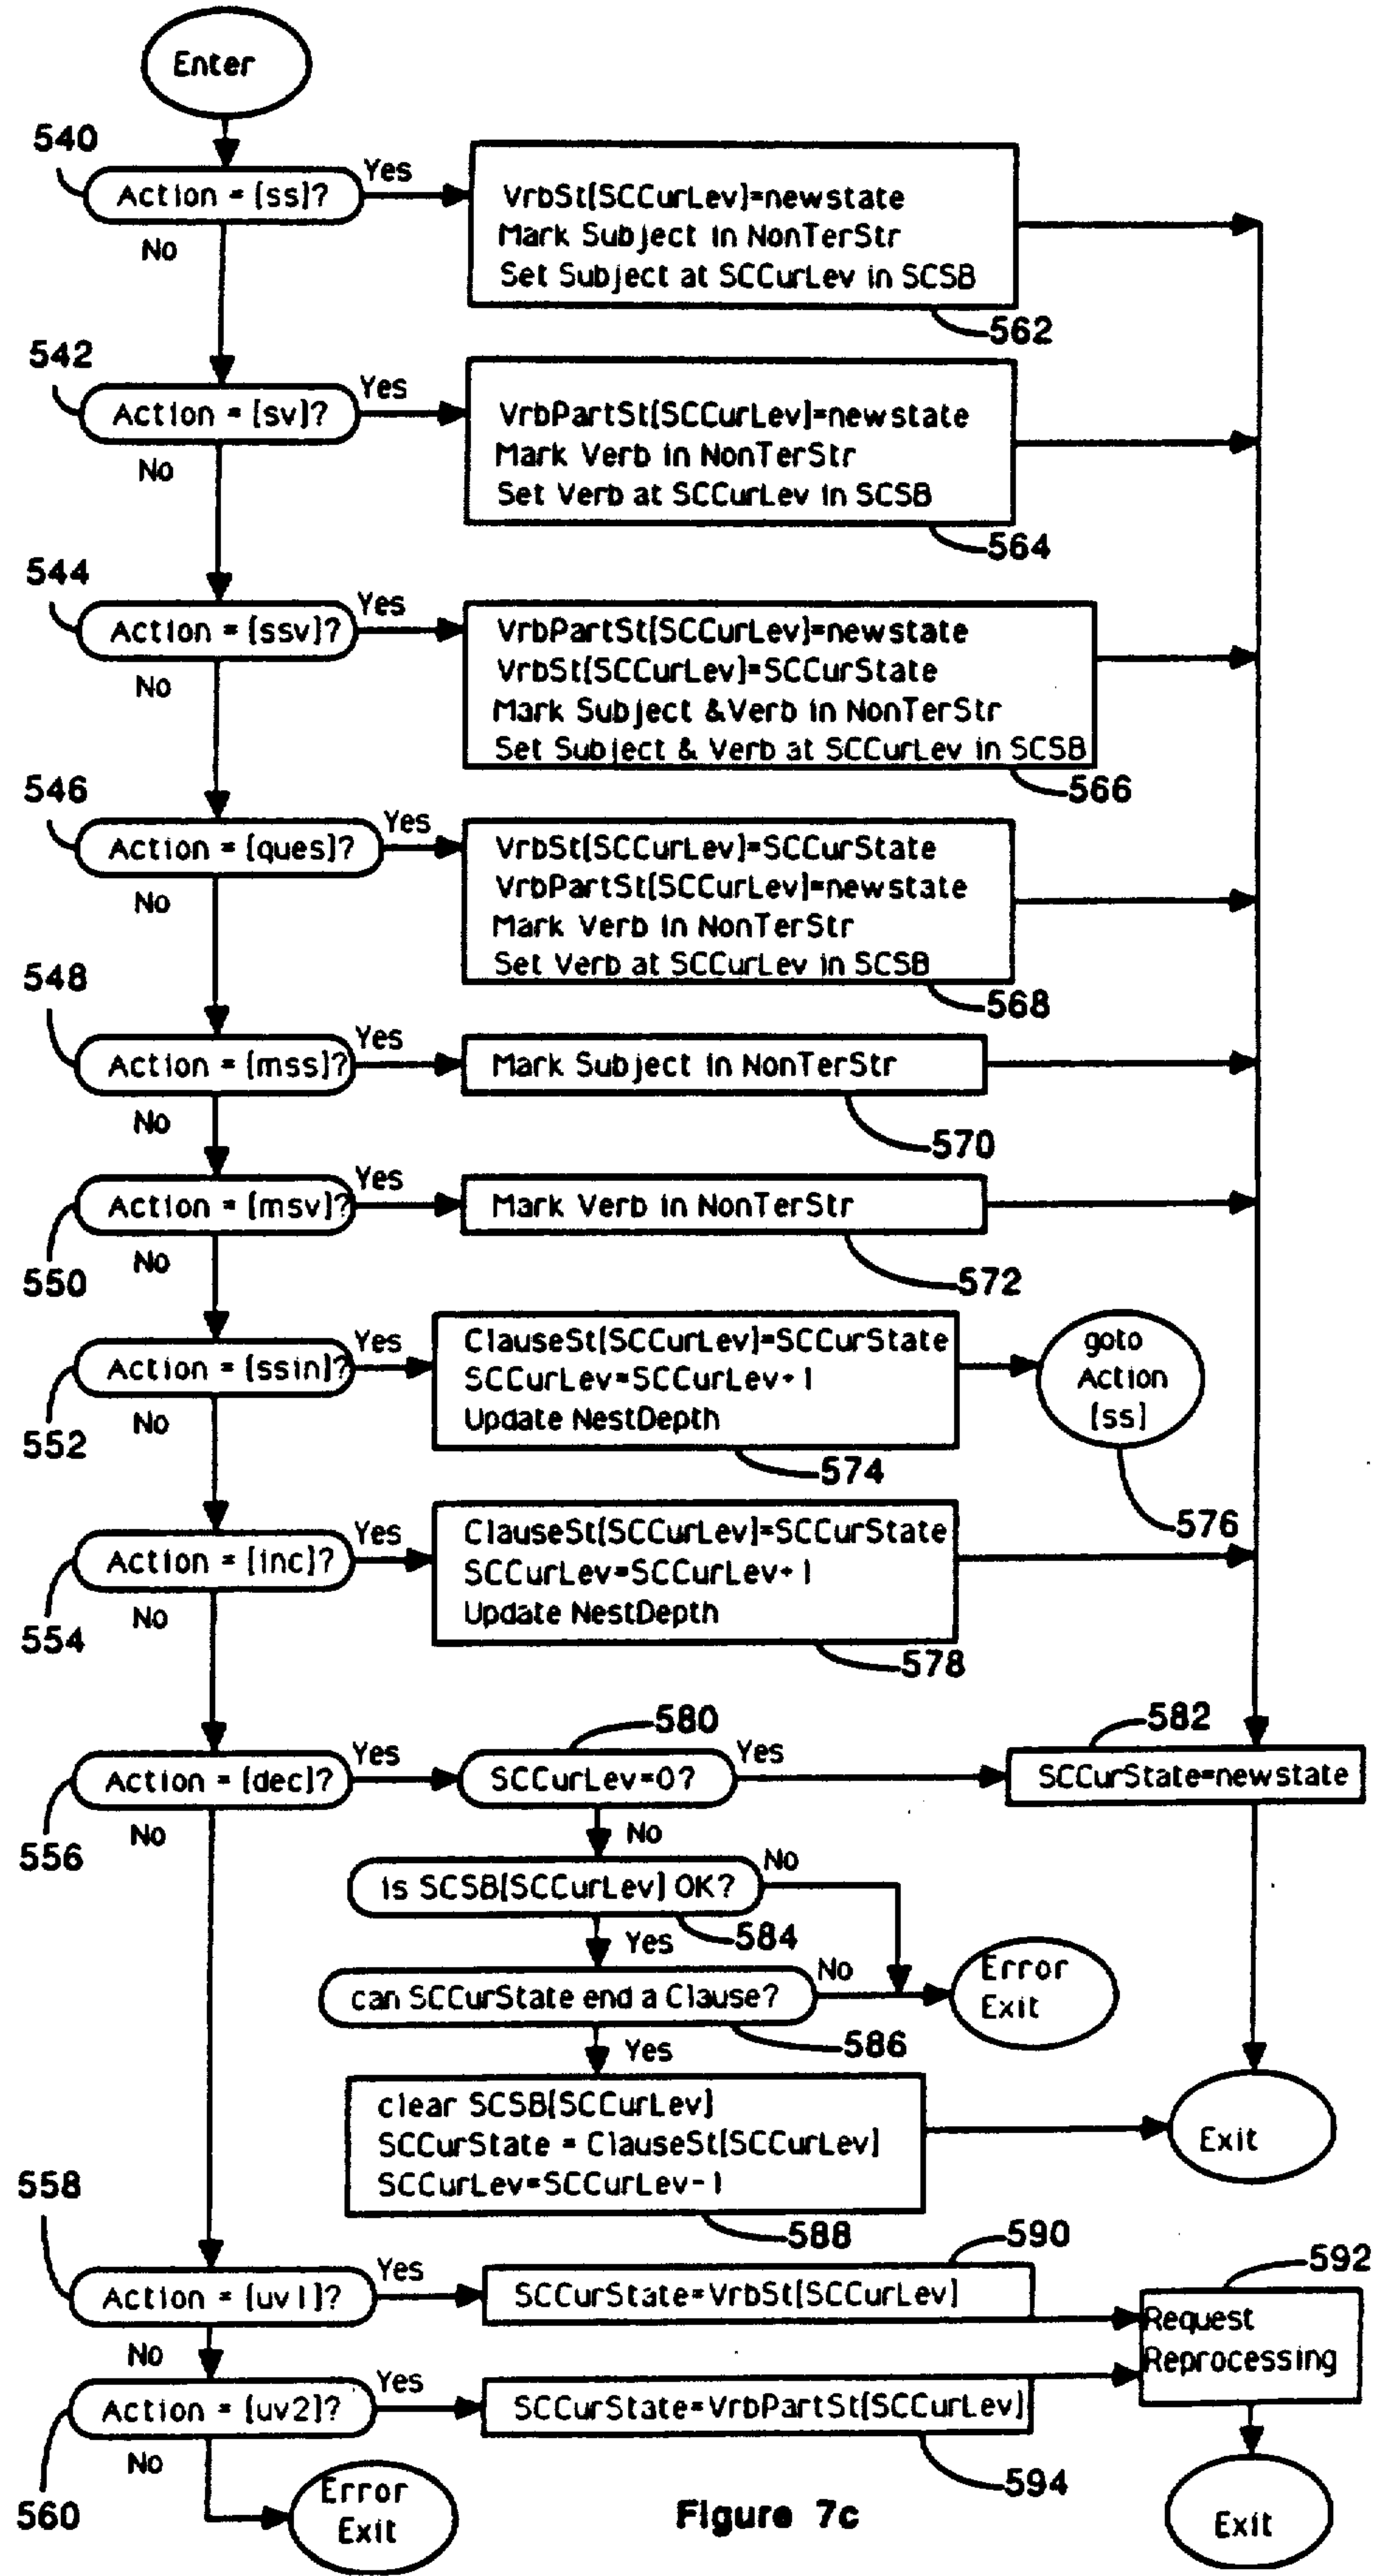 Enter
540
Action = [ss]?
Yes
No
VrbSt[SCCurLev]=newstate
Mark Subject in NonTerStr
Set Subject at SCCurLev in SCSB
562
542
Action = [sv]?
Yes
No
VrbPartSt[SCCurLev]=newstate
Mark Verb in NonTerStr
Set Verb at SCCurLev in SCSB
564
544
Action = [ssv]?
Yes
No
VrbPartSt[SCCurLev]=newstate
VrbSt[SCCurLev]=SCCurState
Mark Subject &Verb in NonTerStr
Set Subject & Verb at SCCurLev in SCSB
566
546
Action = [ques]?
Yes
No
VrbSt[SCCurLev]=SCCurState
VrbPartSt[SCCurLev]=newstate
Mark Verb in NonTerStr
Set Verb at SCCurLev in SCSB
568
548
Action = [mss]?
Yes
No
Mark Subject in NonTerStr
570
Action = [msv]?
Yes
No
550
Mark Verb in NonTerStr
572
Action = [ssin]?
Yes
552
ClauseSt[SCCurLev]=SCCurState
SCCurLev=SCCurLev+1
Update NestDepth
574
goto
Action
[ss]
576
Action = [inc]?
Yes
No
554
ClauseSt[SCCurLev]=SCCurState
SCCurLev=SCCurLev+1
Update NestDepth
578
Action = [dec]?
Yes
No
556
580
SCCurLev=0?
Yes
No
582
SCCurState=newstate
is SCSB[SCCurLev] OK?
No
584
Yes
can SCCurState end a Clause?
No
586
Yes
Error
Exit
clear SCSB[SCCurLev]
SCCurState = ClauseSt[SCCurLev]
SCCurLev=SCCurLev-1
588
Exit
558
Action = [uv1]?
Yes
No
590
SCCurState=VrbSt[SCCurLev]
592
Request
Reprocessing
Action = [uv2]?
Yes
No
560
SCCurState=VrbPartSt[SCCurLev]
594
Error
Exit
Exit
Figure 7c